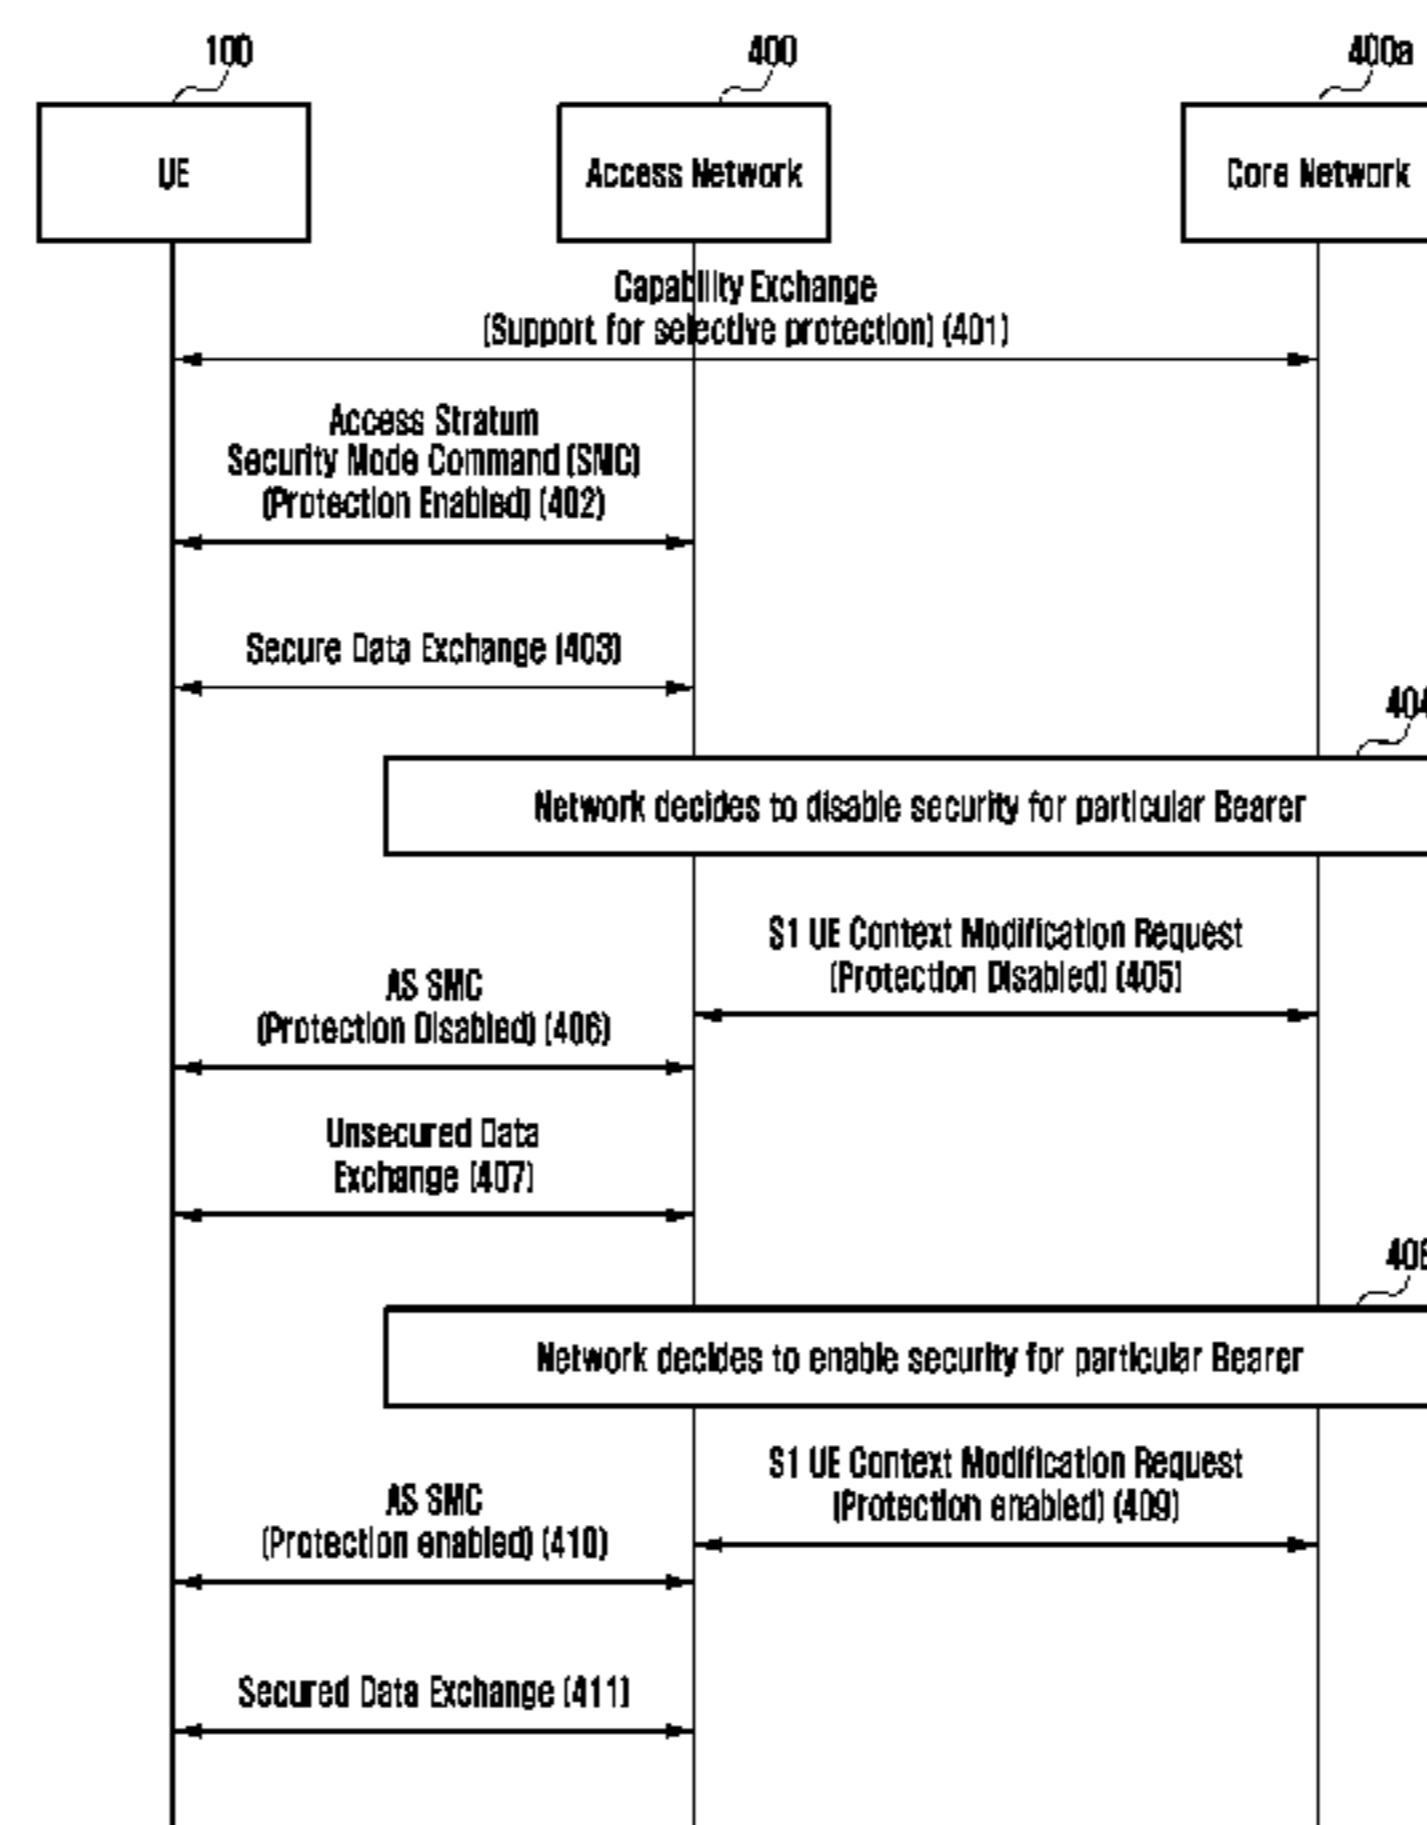 100
400
400a
UE
Access Network
Core Network
Capability Exchange
(Support for selective protection) (401)
Access Stratum
Security Mode Command (SMC)
(Protection Enabled) (402)
Secure Data Exchange (403)
404
Network decides to disable security for particular Bearer
S1 UE Context Modification Request
(Protection Disabled) (405)
AS SMC
(Protection Disabled) (406)
Unsecured Data
Exchange (407)
408
Network decides to enable security for particular Bearer
S1 UE Context Modification Request
(Protection enabled) (409)
AS SMC
(Protection enabled) (410)
Secured Data Exchange (411)